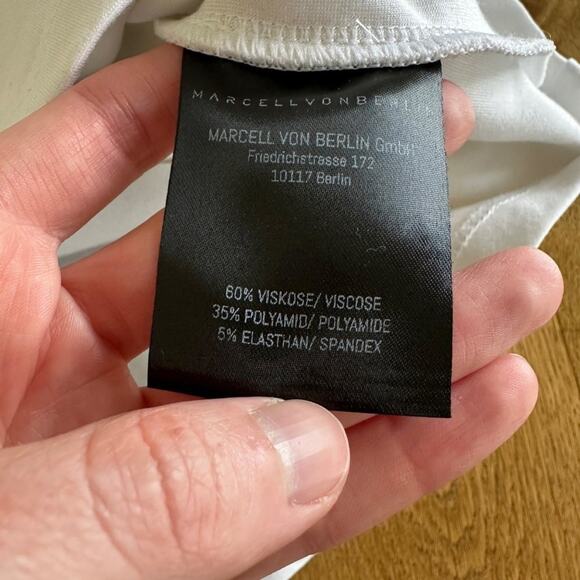 MARCELLVONBERLIN
MARCELL VON BERLIN GmbH
Friedrichstrasse 172
10117 Berlin
60% VISKOSE/ VISCOSE
35% POLYAMID/ POLYAMIDE
5% ELASTHAN/ SPANDEX